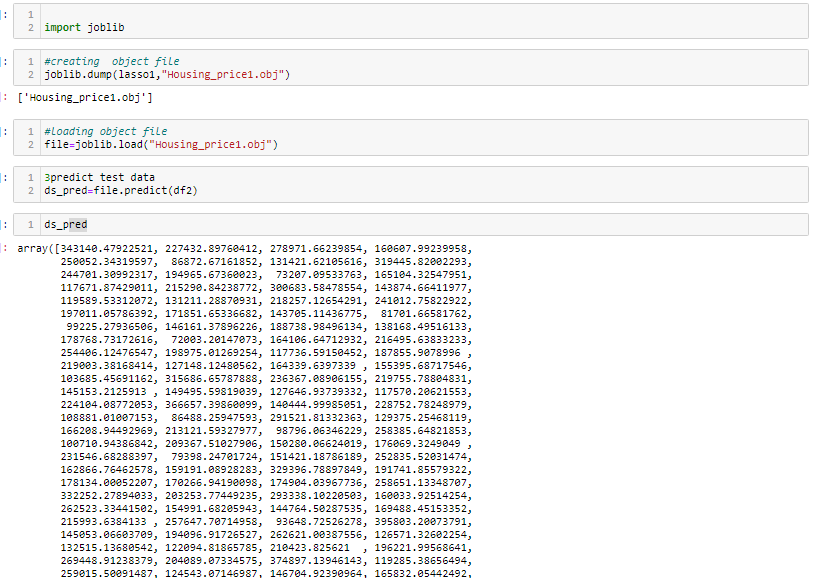 ]: 1
2 import joblib
]: 1 #creating object file
2 joblib.dump(lasso1,"Housing_price1.obj")
]: ['Housing_price1.obj']
]: 1 #loading object file
2 file=joblib.load("Housing_price1.obj")
]: 1 3predict test data
2 ds_pred=file.predict(df2)
]: 1 ds_pred
]: array([343140.47922521, 227432.89760412, 278971.66239854, 160607.99239958,
250052.34319597, 86872.67161852, 131421.62105616, 319445.82002293,
244701.30992317, 194965.67360023, 73207.09533763, 165104.32547951,
117671.87429011, 215290.84238772, 300683.58478554, 143874.66411977,
119589.53312072, 131211.28870931, 218257.12654291, 241012.75822922,
197011.05786392, 171851.65336682, 143705.11436775, 81701.66581762,
99225.27936506, 146161.37896226, 188738.98496134, 138168.49516133,
178768.73172616, 72003.20147073, 164106.64712932, 216495.63833233,
254406.12476547, 198975.01269254, 117736.59150452, 187855.9078996 ,
219003.38168414, 127148.12480562, 164339.6397339 , 155395.68717546,
103685.45691162, 315686.65787888, 236367.08906155, 219755.78804831,
145153.2125913 , 149495.59819039, 127646.93739332, 117570.20621553,
224104.08772053, 366657.39860099, 140444.99985051, 228752.78248979,
108881.01007153, 86488.25947593, 291521.81332363, 129375.25468119,
166208.94492969, 213121.59327977, 98796.06346229, 258385.64821853,
100710.94386842, 209367.51027906, 150280.06624019, 176069.3249049 ,
231546.68288397, 79398.24701724, 151421.18786189, 252835.52031474,
162866.76462578, 159191.08928283, 329396.78897849, 191741.85579322,
178134.00052207, 170266.94190098, 174904.03967736, 258651.13348707,
332252.27894033, 203253.77449235, 293338.10220503, 160033.92514254,
262523.33441502, 154991.68205943, 144764.50287535, 169488.45153352,
215993.6384133 , 257647.70714958, 93648.72526278, 395803.20073791,
145053.06603709, 194096.91726527, 262621.00387556, 126571.32602254,
132515.13680542, 122094.81865785, 210423.825621 , 196221.99568641,
269448.91238379, 204089.07334575, 374897.13946143, 119285.38656494,
259015.50091487, 124543.07146987, 146704.92390964, 165832.05442492,